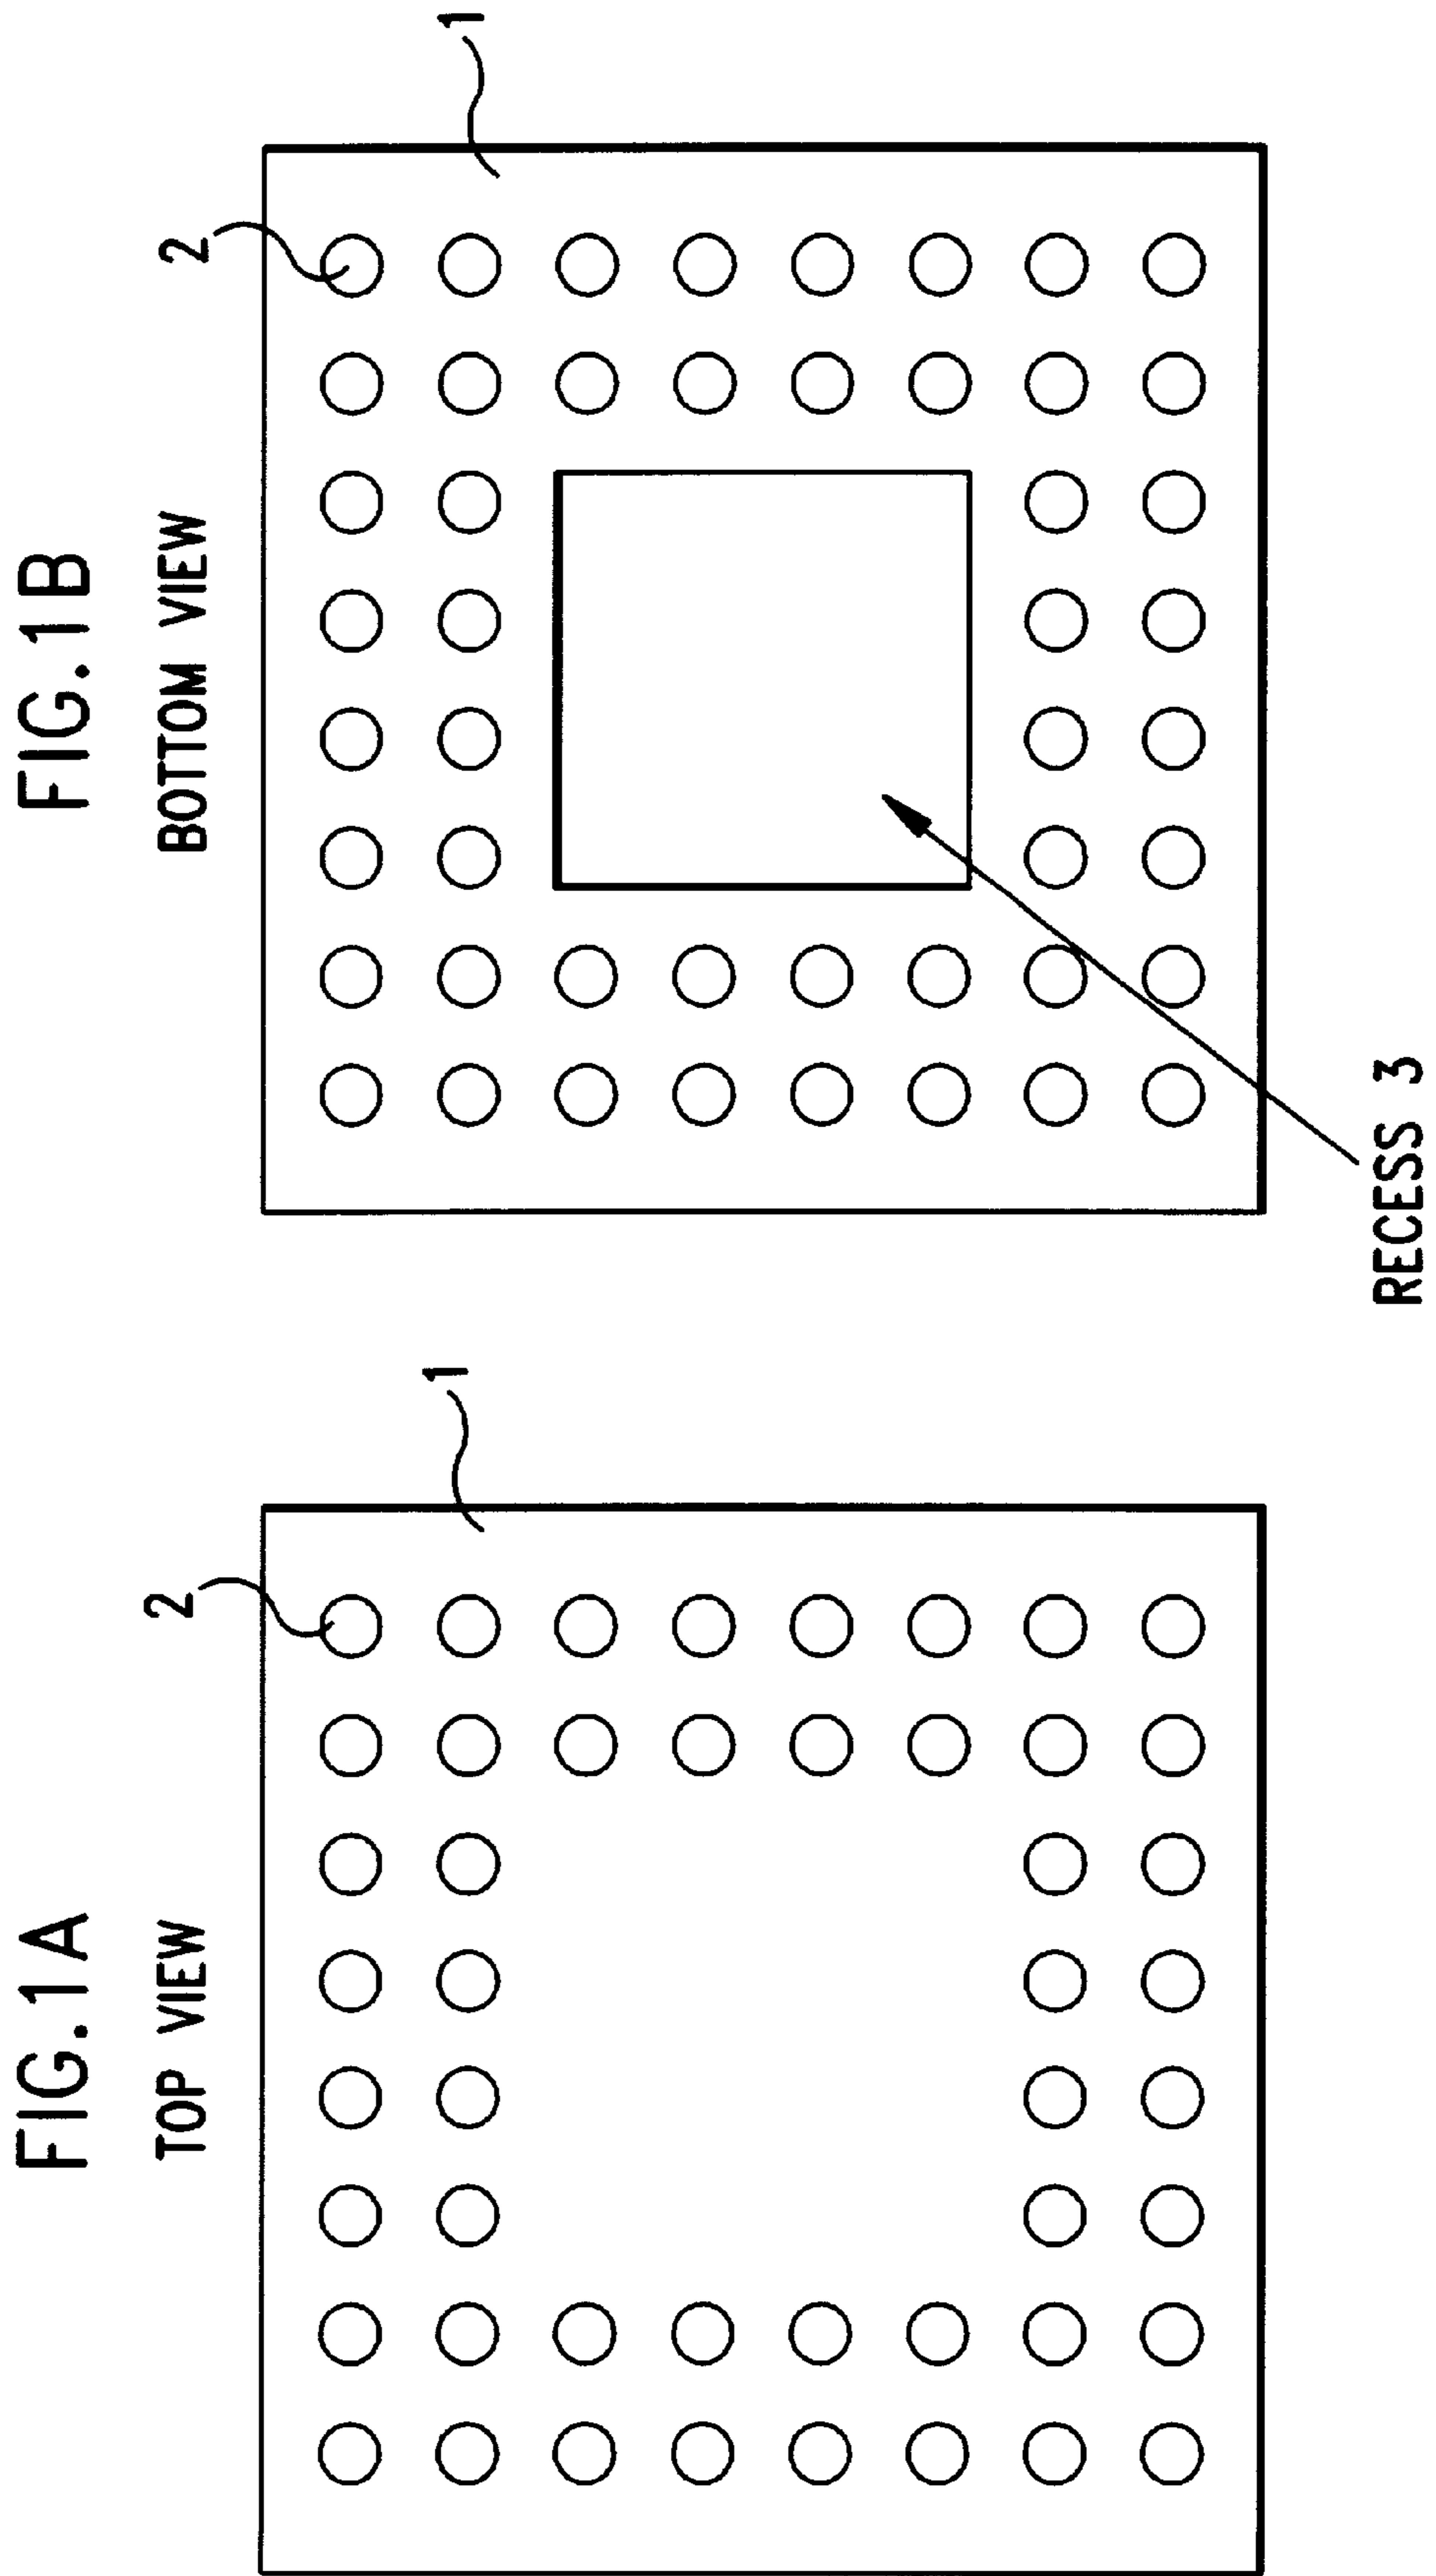 FIG.1A
TOP VIEW
2
1
FIG.1B
BOTTOM VIEW
2
1
RECESS 3